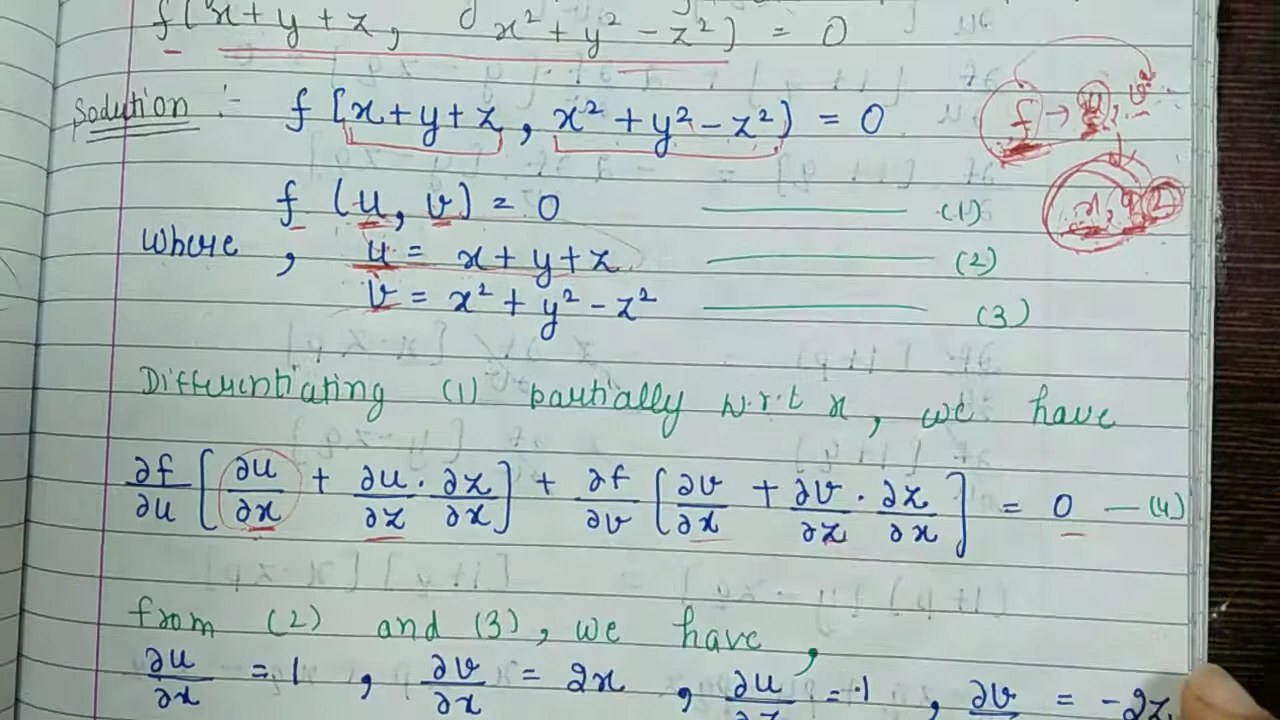 f(x+y+z, x²+y²-z²) = 0
Solution :- f [x+y+z, x²+y²-z²) = 0
f → u, v
x, y, z
f (u, v) = 0 (1)
Where, u = x+y+z (2)
v = x²+y²-z² (3)
Differentiating (1) partially w.r.t x, we have
∂f/∂u [∂u/∂x + ∂u/∂z · ∂z/∂x] + ∂f/∂v [∂v/∂x + ∂v/∂z · ∂z/∂x] = 0 — (4)
from (2) and (3), we have,
∂u/∂x = 1, ∂v/∂x = 2x, ∂u/∂z = 1, ∂v = -2z,